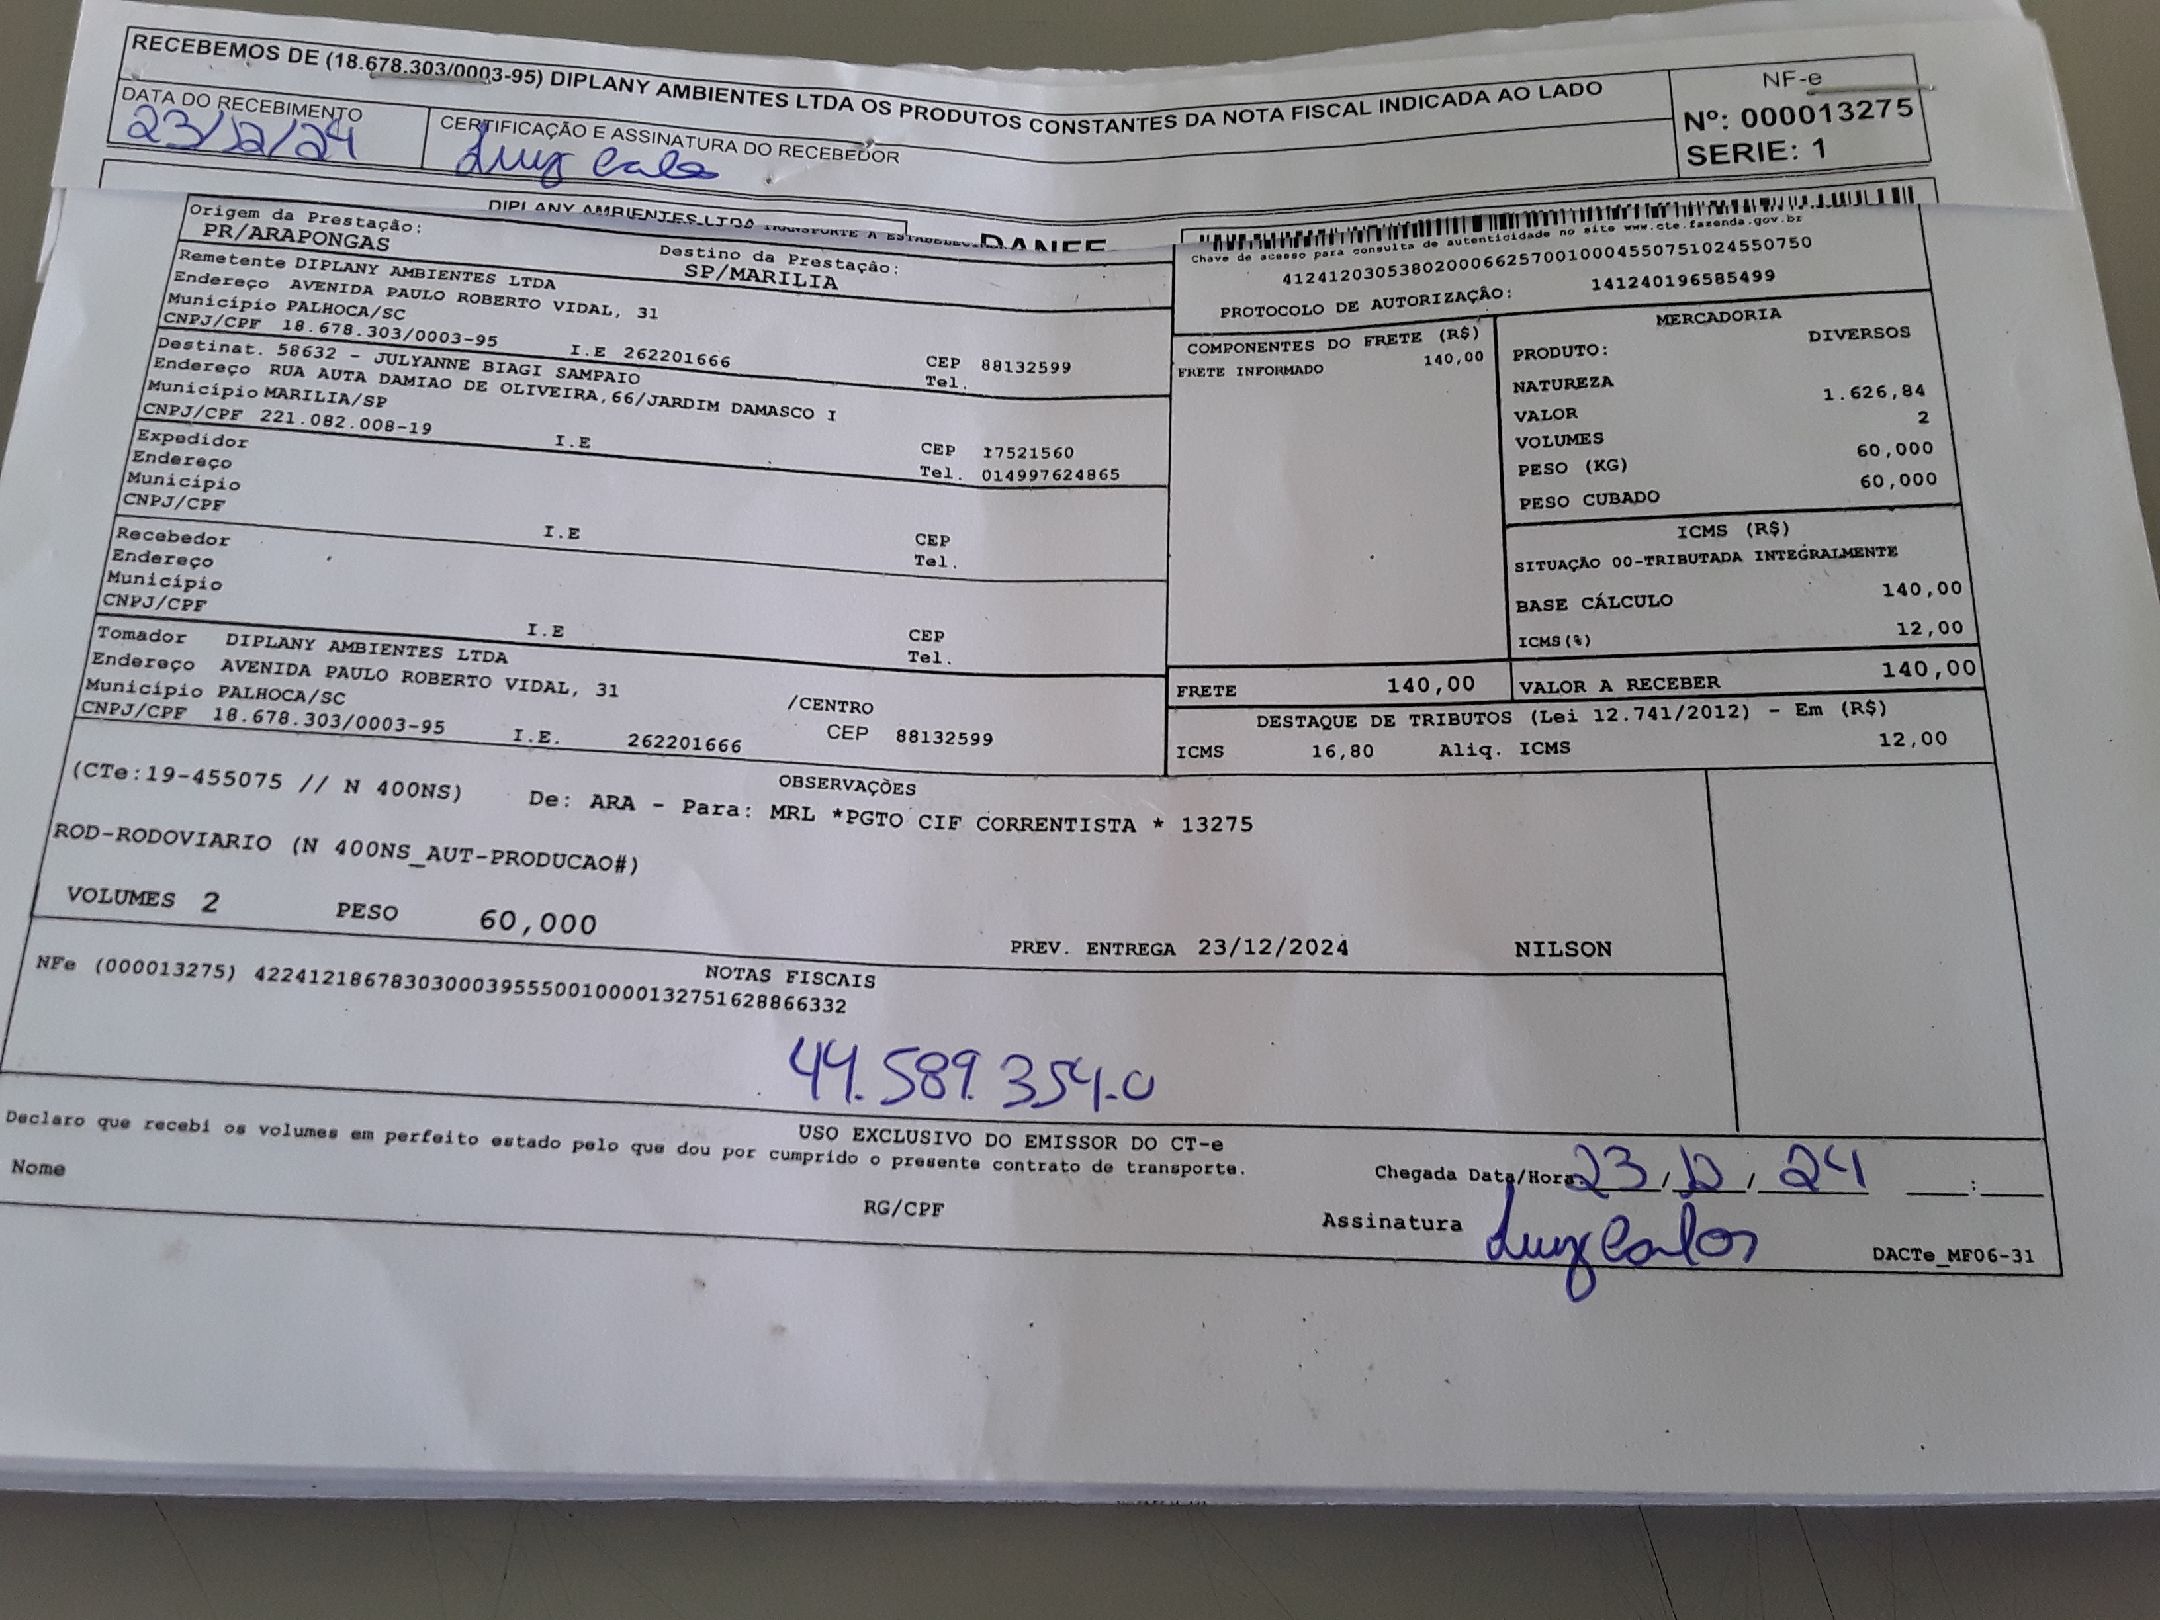 RECEBEMOS DE (18.678.303/0003-95) DIPLANY AMBIENTES LTDA OS PRODUTOS CONSTANTES DA NOTA FISCAL INDICADA AO LADO
NF-e
Nº: 000013275
SERIE: 1
DATA DO RECEBIMENTO
23/12/24
CERTIFICAÇÃO E ASSINATURA DO RECEBEDOR
Luiz
DIPLANY AMBIENTES LTDA
DANFE
Origem da Prestação:
PR/ARAPONGAS
Destino da Prestação:
SP/MARILIA
Chave de acesso para consulta de autenticidade no site www.cte.fazenda.gov.br
41241203053802000662570010004550751024550750
PROTOCOLO DE AUTORIZAÇÃO: 141240196585499
Remetente DIPLANY AMBIENTES LTDA
Endereço AVENIDA PAULO ROBERTO VIDAL, 31
Município PALHOCA/SC
CNPJ/CPF 18.678.303/0003-95 I.E 262201666
CEP 88132599
Tel.
Destinat. 58632 - JULYANNE BIAGI SAMPAIO
Endereço RUA AUTA DAMIAO DE OLIVEIRA,66/JARDIM DAMASCO I
Município MARILIA/SP
CNPJ/CPF 221.082.008-19 I.E
CEP 17521560
Tel. 014997624865
Expedidor
Endereço
Município
CNPJ/CPF I.E
CEP
Tel.
Recebedor
Endereço
Município
CNPJ/CPF I.E
CEP
Tel.
Tomador DIPLANY AMBIENTES LTDA
Endereço AVENIDA PAULO ROBERTO VIDAL, 31 /CENTRO
Município PALHOCA/SC
CNPJ/CPF 18.678.303/0003-95 I.E. 262201666 CEP 88132599
COMPONENTES DO FRETE (R$)
FRETE INFORMADO 140,00
MERCADORIA
PRODUTO: DIVERSOS
NATUREZA
VALOR 1.626,84
VOLUMES 2
PESO (KG) 60,000
PESO CUBADO 60,000
ICMS (R$)
SITUAÇÃO 00-TRIBUTADA INTEGRALMENTE
BASE CÁLCULO 140,00
ICMS(%) 12,00
FRETE 140,00
VALOR A RECEBER 140,00
DESTAQUE DE TRIBUTOS (Lei 12.741/2012) - Em (R$)
ICMS 16,80 Aliq. ICMS 12,00
OBSERVAÇÕES
(CTe:19-455075 // N 400NS) De: ARA - Para: MRL *PGTO CIF CORRENTISTA * 13275
ROD-RODOVIARIO (N 400NS_AUT-PRODUCAO#)
VOLUMES 2 PESO 60,000
PREV. ENTREGA 23/12/2024 NILSON
NOTAS FISCAIS
NFe (000013275) 42241218678303000395550010000132751628866332
44.589.354-0
USO EXCLUSIVO DO EMISSOR DO CT-e
Declaro que recebi os volumes em perfeito estado pelo que dou por cumprido o presente contrato de transporte.
Nome
RG/CPF
Chegada Data/Hora: 23/12/24 __:__
Assinatura Luiz Carlos
DACTe_MF06-31